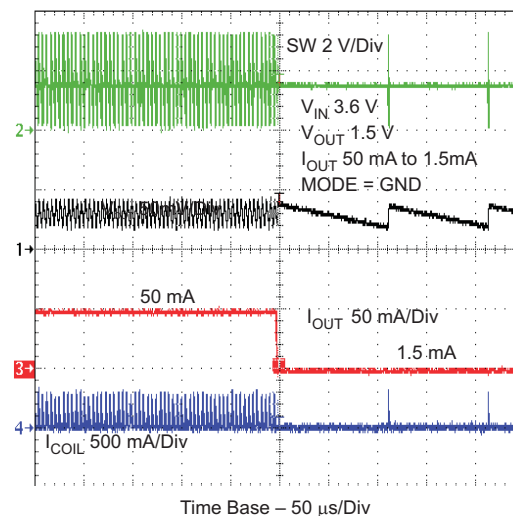 SW 2 V/Div
V_IN 3.6 V
2
V_OUT 1.5 V
I_OUT 50 mA to 1.5mA
MODE = GND
1
50 mA
I_OUT 50 mA/Div
3
1.5 mA
4
I_COIL 500 mA/Div
Time Base – 50 µs/Div